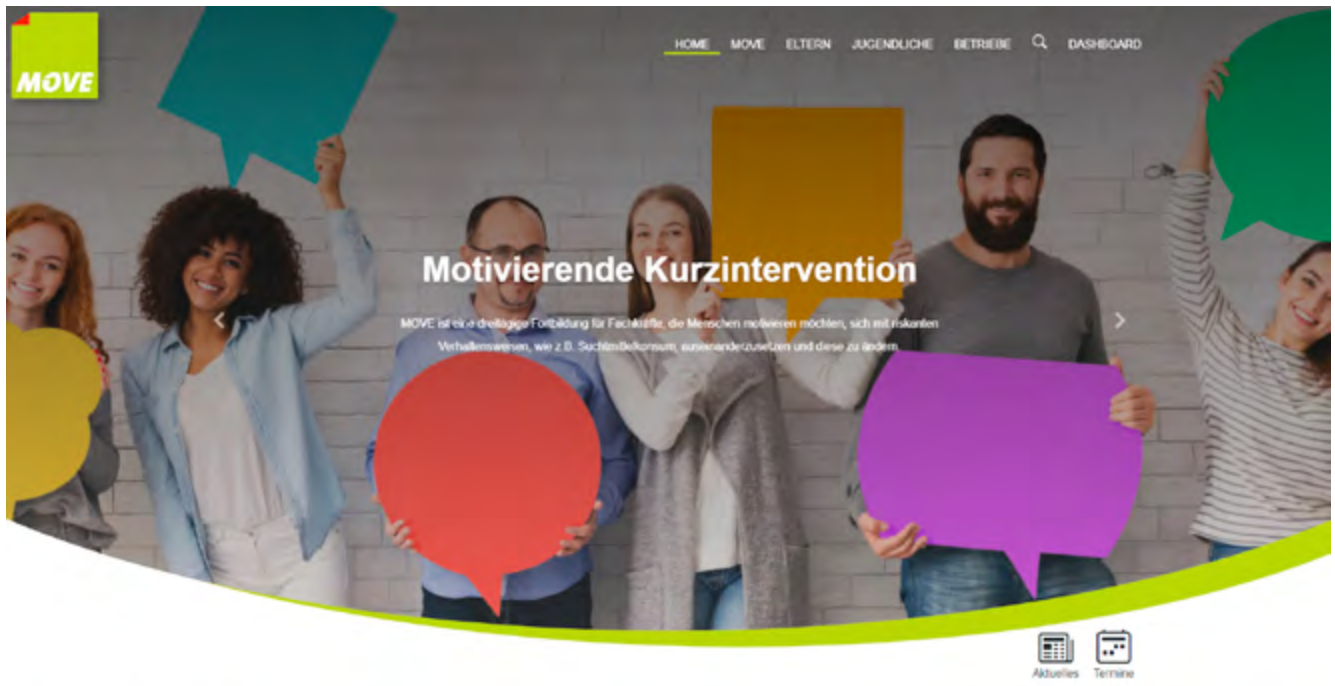 MOVE
HOME MOVE ELTERN JUGENDLICHE BETRIEBE DASHBOARD
Motivierende Kurzintervention
MOVE ist eine dreitägige Fortbildung für Fachkräfte, die Menschen motivieren möchten, sich mit riskanten
Verhaltensweisen, wie z.B. Suchtmittelkonsum, auseinanderzusetzen und diese zu ändern.
Aktuelles Termine